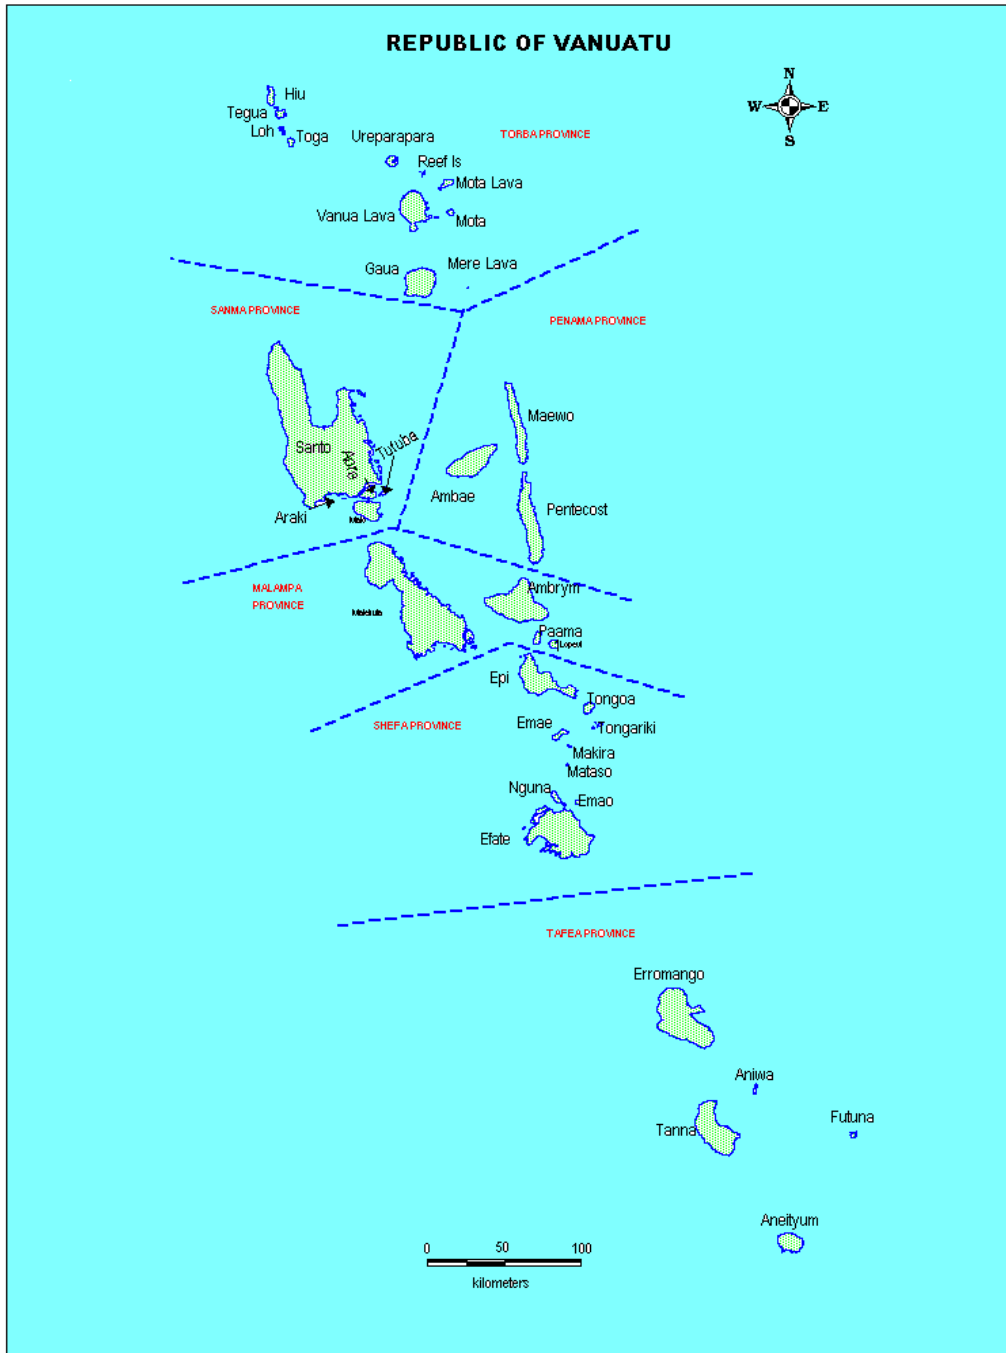 REPUBLIC OF VANUATU
N
W E
S
Hiu
Tegua
Loh
Toga
Ureparapara
TORBA PROVINCE
Reef Is
Mota Lava
Vanua Lava
Mota
Gaua
Mere Lava
SANMA PROVINCE
PENAMA PROVINCE
Maewo
Santo
Aore
Tutuba
Ambae
Araki
Malo
Pentecost
MALAMPA
PROVINCE
Ambrym
Malekula
Paama
Lopevi
Epi
Tongoa
SHEFA PROVINCE
Emae
Tongariki
Makira
Mataso
Nguna
Emao
Efate
TAFEA PROVINCE
Erromango
Aniwa
Tanna
Futuna
Aneityum
0 50 100
kilometers